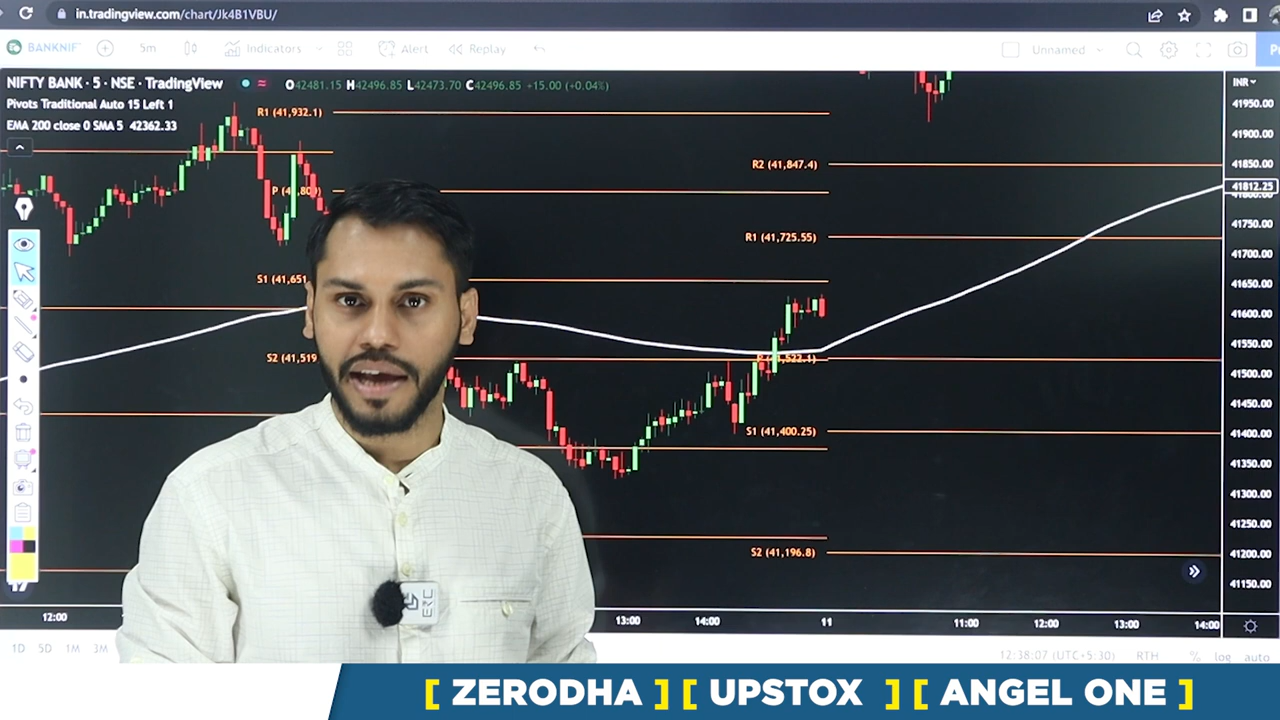 in.tradingview.com/chart/Jk4B1VBU/
BANKNIF
5m
Indicators
Alert
Replay
Unnamed
NIFTY BANK · 5 · NSE · TradingView
O42481.15 H42496.85 L42473.70 C42496.85 +15.00 (+0.04%)
Pivots Traditional Auto 15 Left 1
EMA 200 close 0 SMA 5 42362.33
INR
R1 (41,932.1)
S1 (41,651
S2 (41,519
R2 (41,847.4)
R1 (41,725.55)
S1 (41,400.25)
S2 (41,196.8)
41950.00
41900.00
41850.00
41812.25
41750.00
41700.00
41650.00
41600.00
41550.00
41500.00
41450.00
41400.00
41350.00
41300.00
41250.00
41200.00
41150.00
12:00
13:00
14:00
11
11:00
12:00
13:00
14:00
1D 5D 1M 3M
12:38:07 (UTC+5:30) RTH % log auto
[ ZERODHA ] [ UPSTOX ] [ ANGEL ONE ]